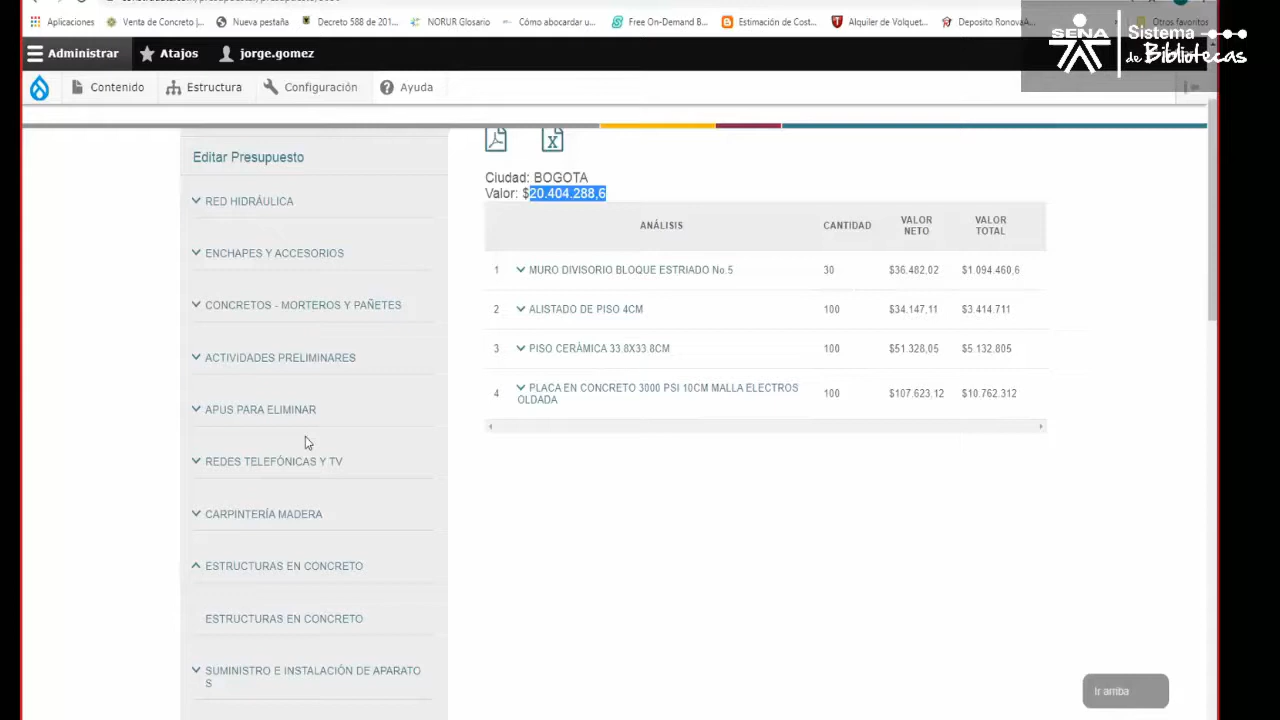 Aplicaciones Venta de Concreto |... Nueva pestaña Decreto 588 de 201... NORUR Glosario Cómo abocardar u... Free On-Demand B... Estimación de Cost... Alquiler de Volquet... Deposito RonovA... Otros favoritos
SENA Sistema
de Bibliotecas
Administrar Atajos jorge.gomez
Contenido Estructura Configuración Ayuda
Editar Presupuesto
RED HIDRÁULICA
ENCHAPES Y ACCESORIOS
CONCRETOS - MORTEROS Y PAÑETES
ACTIVIDADES PRELIMINARES
APUS PARA ELIMINAR
REDES TELEFÓNICAS Y TV
CARPINTERÍA MADERA
ESTRUCTURAS EN CONCRETO
ESTRUCTURAS EN CONCRETO
SUMINISTRO E INSTALACIÓN DE APARATO
S
Ciudad: BOGOTA
Valor: $20.404.288,6
ANÁLISIS CANTIDAD VALOR NETO VALOR TOTAL
1 MURO DIVISORIO BLOQUE ESTRIADO No.5 30 $36.482,02 $1.094.460,6
2 ALISTADO DE PISO 4CM 100 $34.147,11 $3.414.711
3 PISO CERÁMICA 33.8X33.8CM 100 $51.328,05 $5.132.805
4 PLACA EN CONCRETO 3000 PSI 10CM MALLA ELECTROS
OLDADA 100 $107.623,12 $10.762.312
Ir arriba